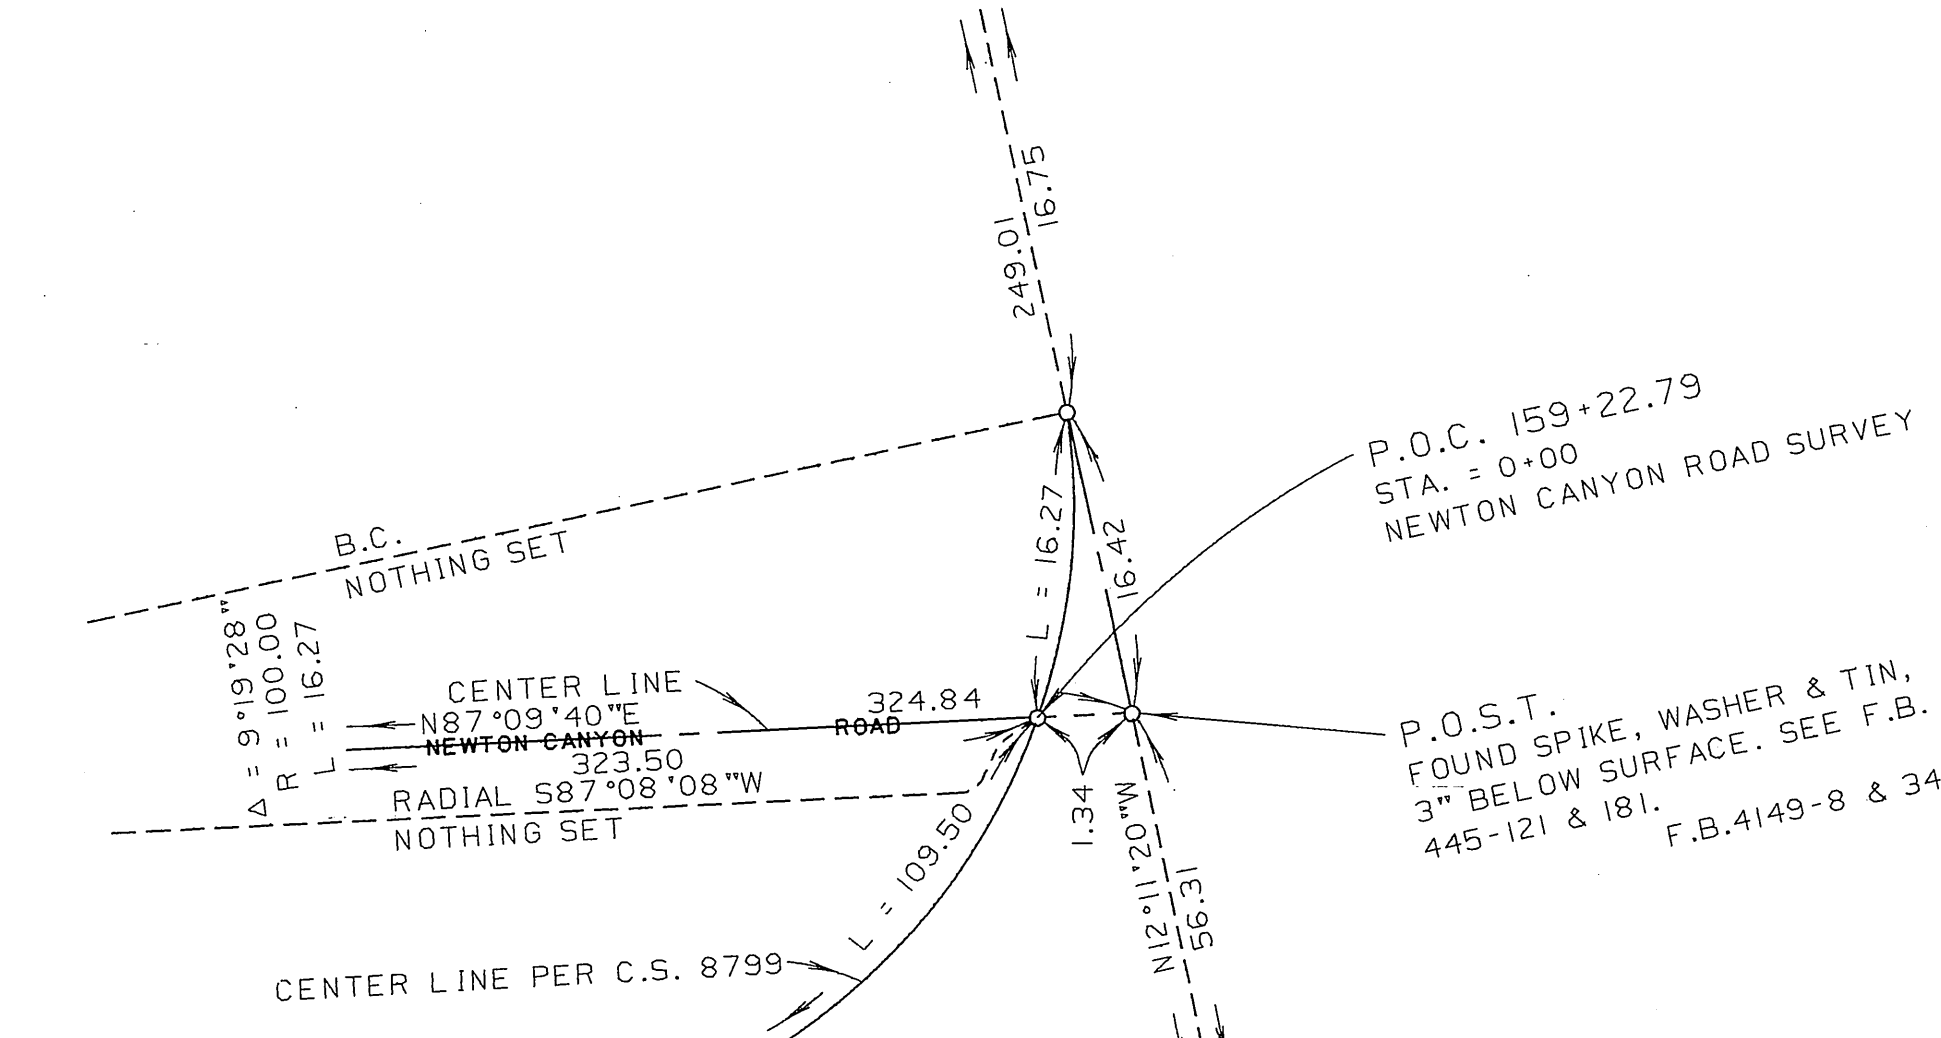 249.01
16.75
P.O.C. 159+22.79
STA. = 0+00
NEWTON CANYON ROAD SURVEY
B.C.
NOTHING SET
L = 16.27
16.42
Δ = 9°19'28"
R = 100.00
L = 16.27
CENTER LINE
N87°09'40"E
NEWTON CANYON
ROAD
324.84
323.50
RADIAL S87°08'08"W
NOTHING SET
1.34
P.O.S.T.
FOUND SPIKE, WASHER & TIN,
3" BELOW SURFACE. SEE F.B.
445-121 & 181.
F.B.4149-8 & 34
L = 109.50
N12°11'20"W
56.31
CENTER LINE PER C.S. 8799